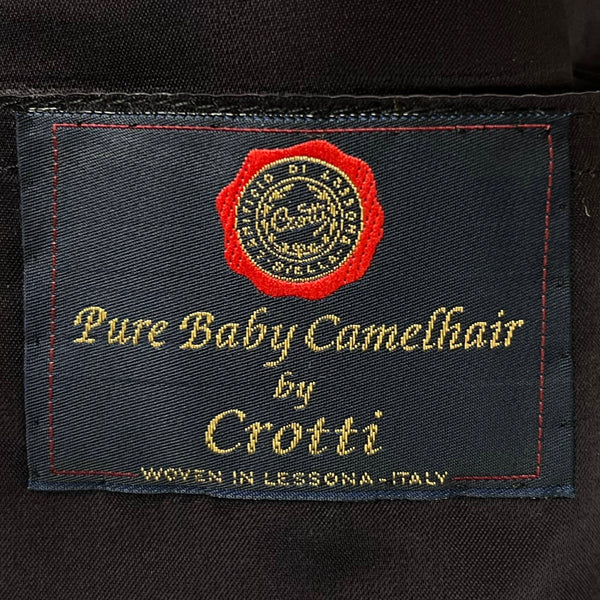 Crotti
Pure Baby Camelhair
by
Crotti
WOVEN IN LESSONA-ITALY